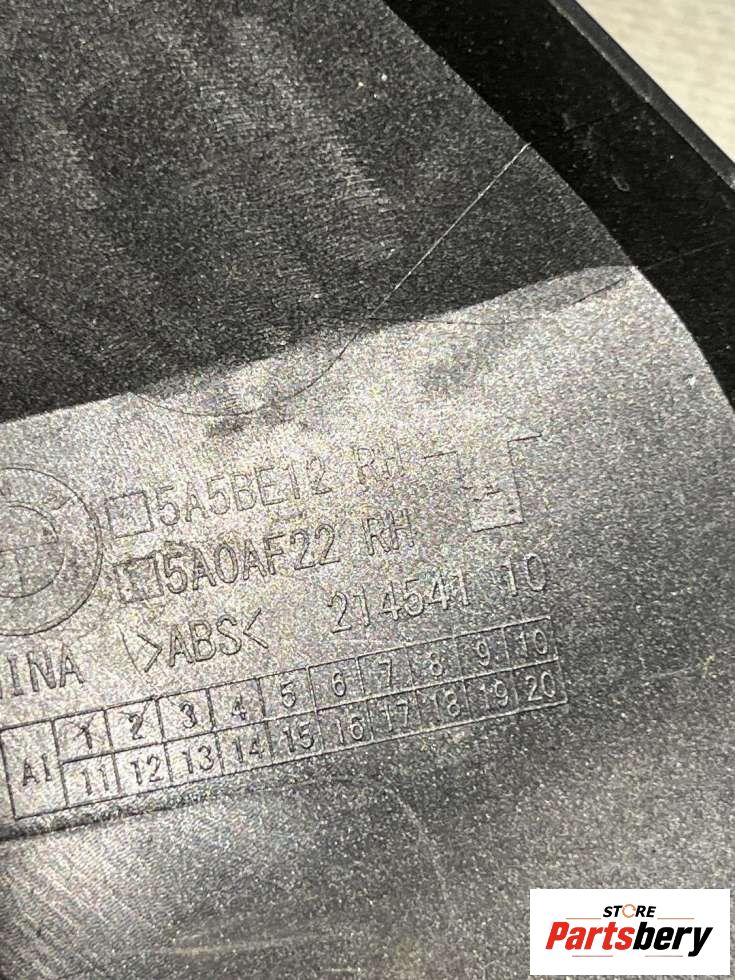 5A5BE12 RH
5A0AF22 RH
>ABS< 214541 10
1 2 3 4 5 6 7 8 9 10
A1
11 12 13 14 15 16 17 18 19 20
STORE
Partsbery